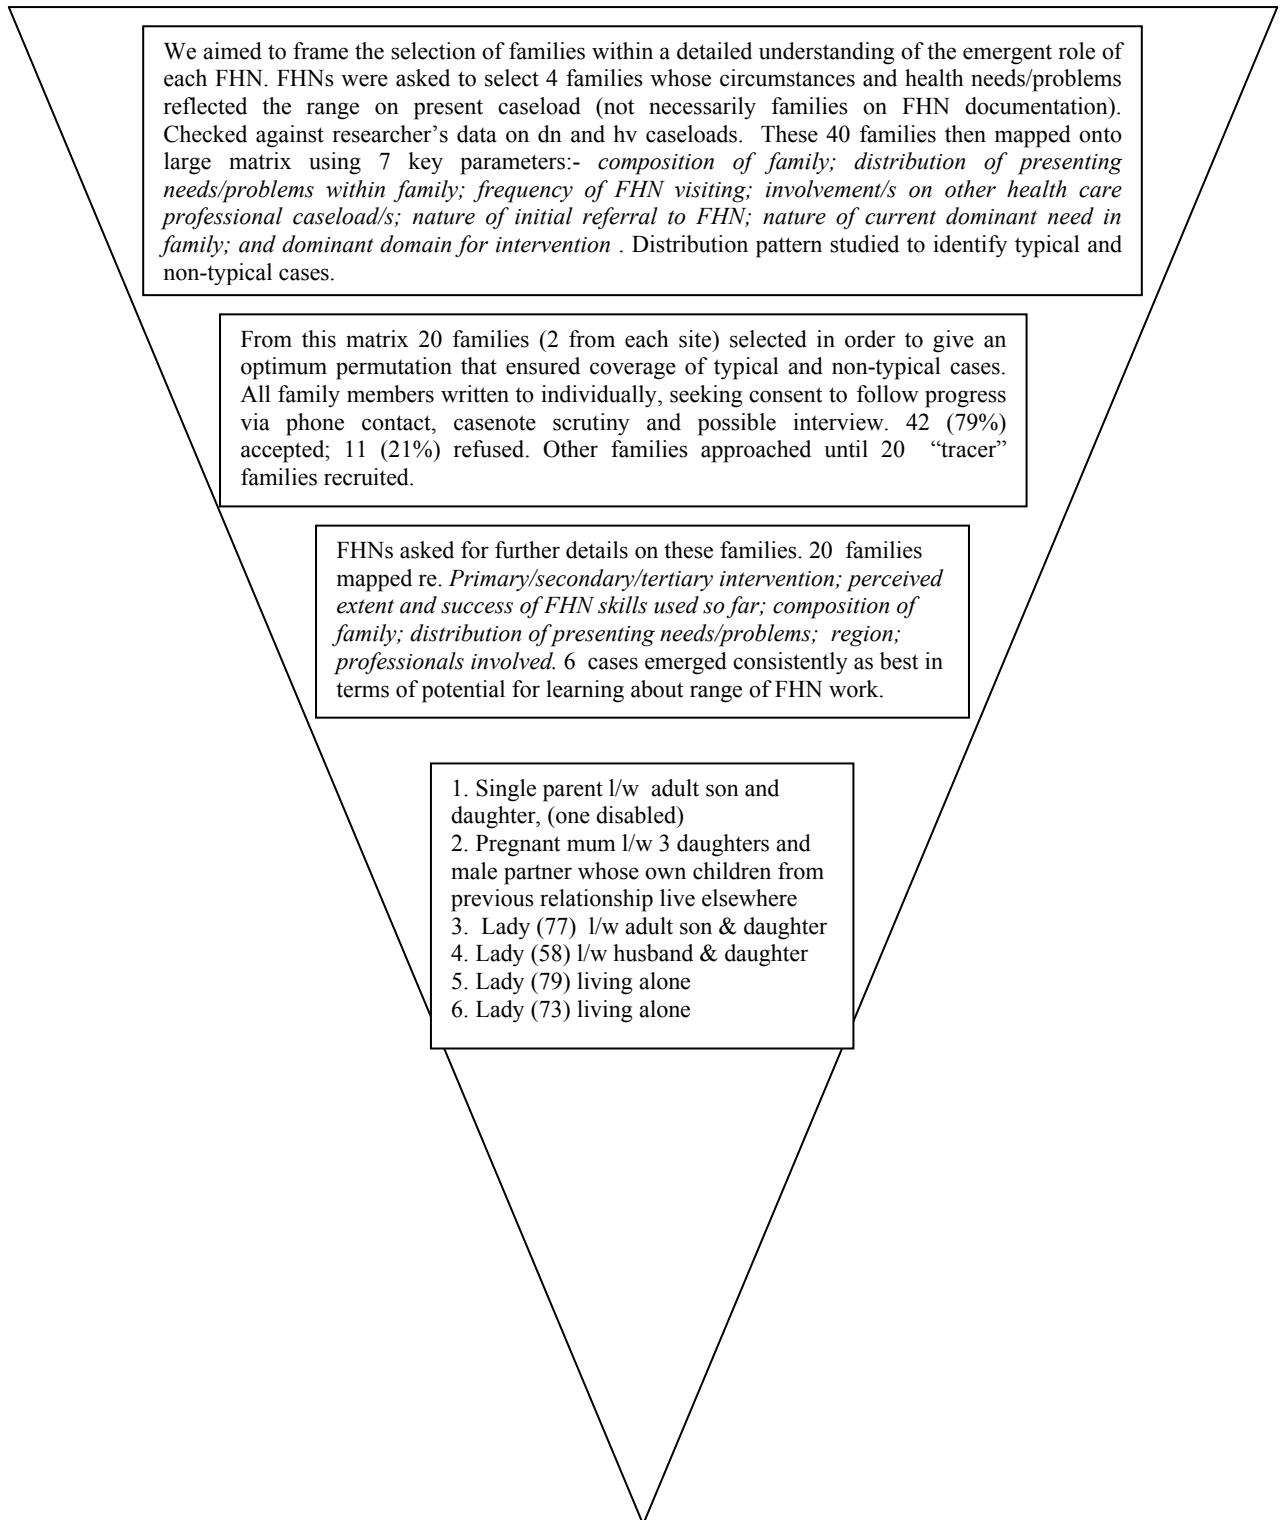 We aimed to frame the selection of families within a detailed understanding of the emergent role of
each FHN. FHNs were asked to select 4 families whose circumstances and health needs/problems
reflected the range on present caseload (not necessarily families on FHN documentation).
Checked against researcher's data on dn and hv caseloads. These 40 families then mapped onto
large matrix using 7 key parameters:- composition of family; distribution of presenting
needs/problems within family; frequency of FHN visiting; involvement/s on other health care
professional caseload/s; nature of initial referral to FHN; nature of current dominant need in
family; and dominant domain for intervention . Distribution pattern studied to identify typical and
non-typical cases.
From this matrix 20 families (2 from each site) selected in order to give an
optimum permutation that ensured coverage of typical and non-typical cases.
All family members written to individually, seeking consent to follow progress
via phone contact, casenote scrutiny and possible interview. 42 (79%)
accepted; 11 (21%) refused. Other families approached until 20 “tracer”
families recruited.
FHNs asked for further details on these families. 20 families
mapped re. Primary/secondary/tertiary intervention; perceived
extent and success of FHN skills used so far; composition of
family; distribution of presenting needs/problems; region;
professionals involved. 6 cases emerged consistently as best in
terms of potential for learning about range of FHN work.
1. Single parent l/w adult son and
daughter, (one disabled)
2. Pregnant mum l/w 3 daughters and
male partner whose own children from
previous relationship live elsewhere
3. Lady (77) l/w adult son & daughter
4. Lady (58) l/w husband & daughter
5. Lady (79) living alone
6. Lady (73) living alone